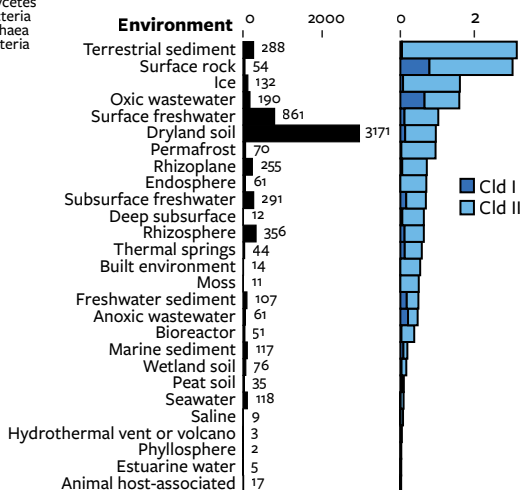 teria
haea
teria
Environment
0 2000 0 2
Terrestrial sediment 288
Surface rock 54
Ice 132
Oxic wastewater 190
Surface freshwater 861
Dryland soil 3171
Permafrost 70
Rhizoplane 255
Endosphere 61
Subsurface freshwater 291
Deep subsurface 12
Rhizosphere 356
Thermal springs 44
Built environment 14
Moss 11
Freshwater sediment 107
Anoxic wastewater 61
Bioreactor 51
Marine sediment 117
Wetland soil 76
Peat soil 35
Seawater 118
Saline 9
Hydrothermal vent or volcano 3
Phyllosphere 2
Estuarine water 5
Animal host-associated 17
Cld I
Cld II